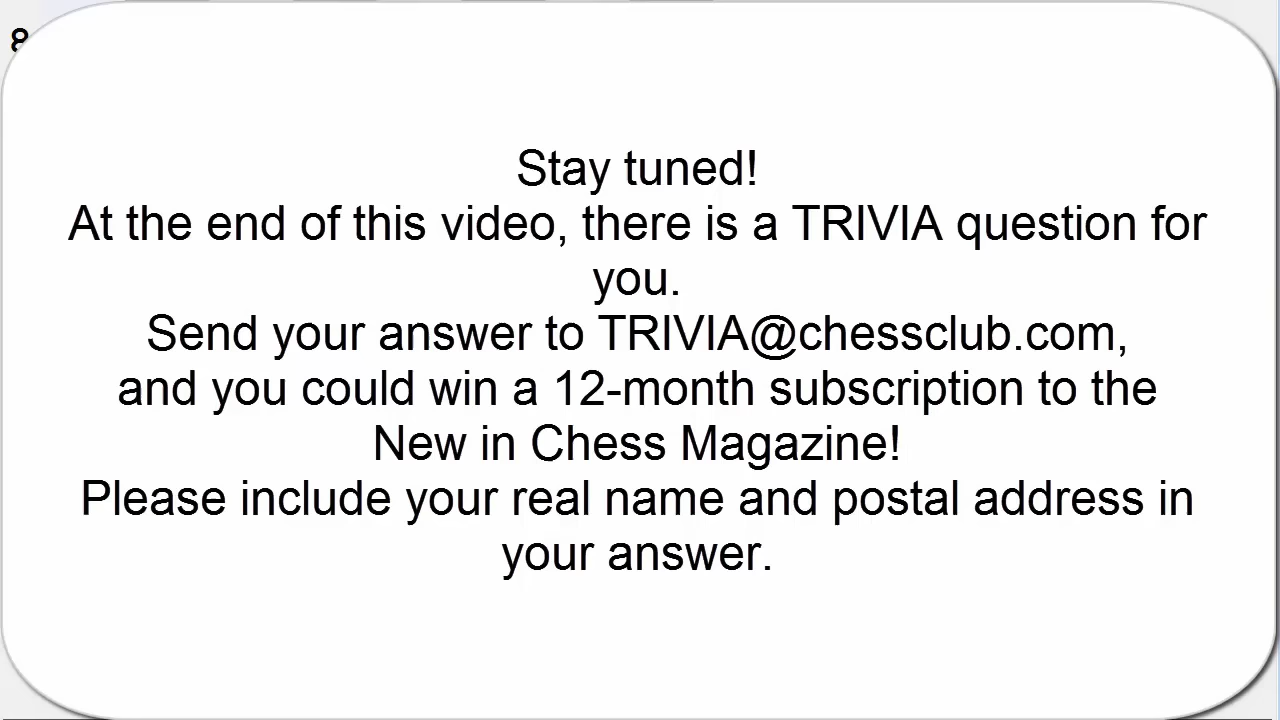 8
Stay tuned!
At the end of this video, there is a TRIVIA question for
you.
Send your answer to TRIVIA@chessclub.com,
and you could win a 12-month subscription to the
New in Chess Magazine!
Please include your real name and postal address in
your answer.